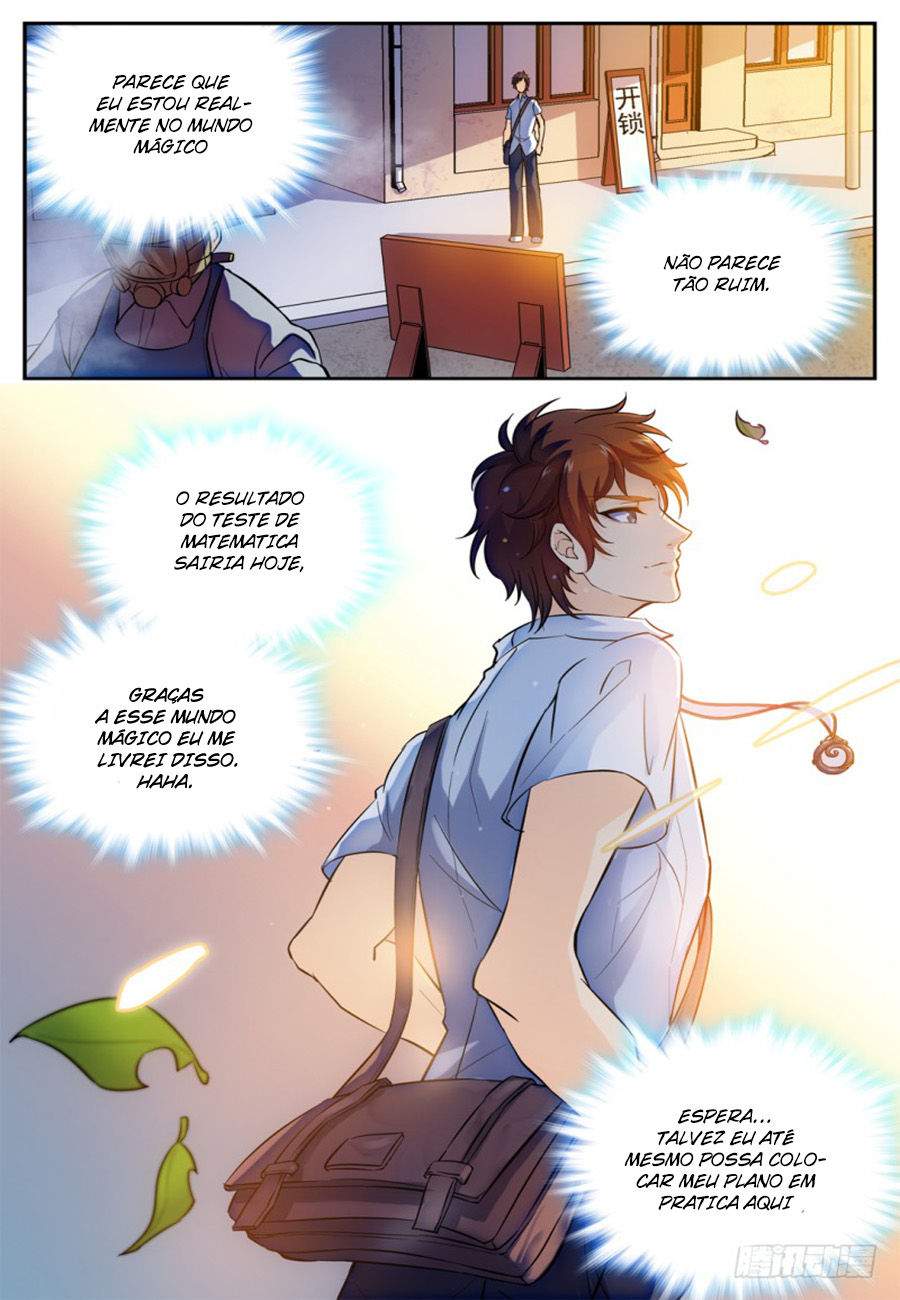 PARECE QUE
EU ESTOU REAL-
MENTE NO MUNDO
MÁGICO
开锁
NÃO PARECE
TÃO RUIM.
O RESULTADO
DO TESTE DE
MATEMATICA
SAIRIA HOJE,
GRAÇAS
A ESSE MUNDO
MÁGICO EU ME
LIVREI DISSO.
HAHA.
ESPERA...
TALVEZ EU ATÉ
MESMO POSSA COLO-
CAR MEU PLANO EM
PRATICA AQUI
腾讯动漫